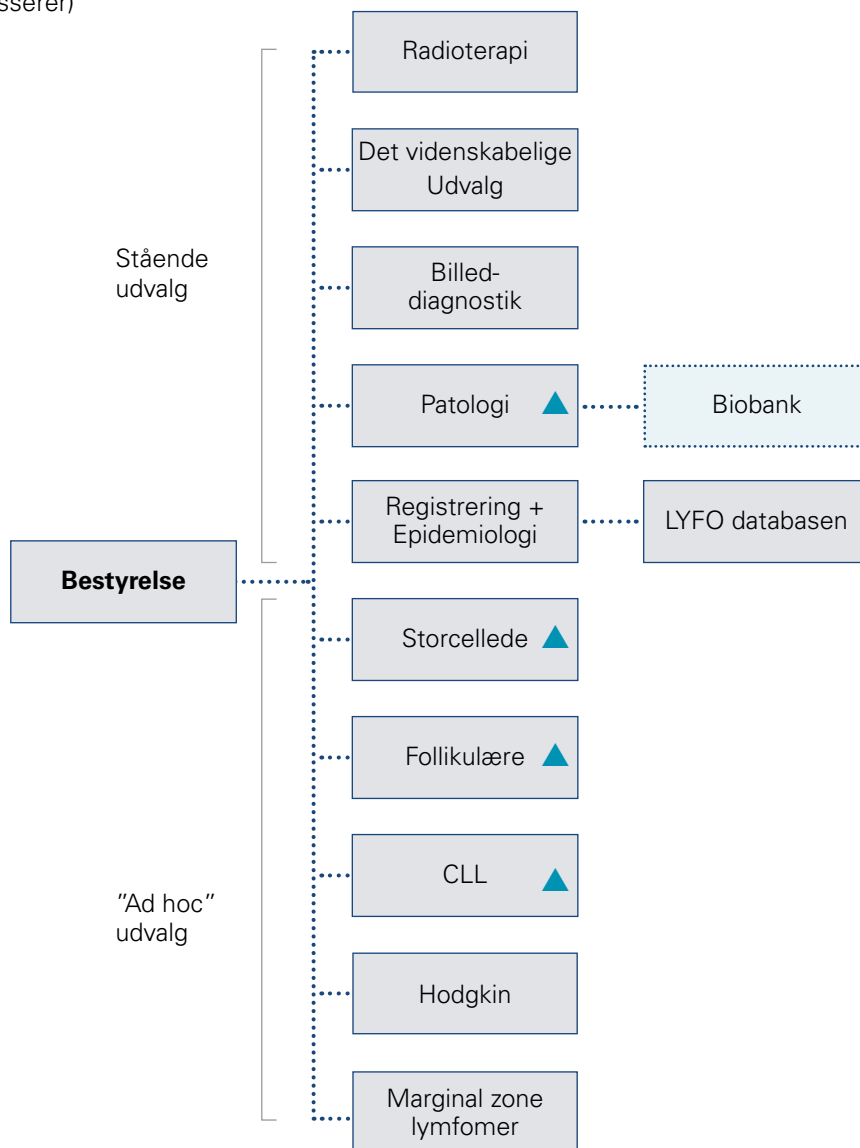 Radioterapi
Det videnskabelige
Udvalg
Stående
udvalg
Billed-
diagnostik
Patologi
Biobank
Registrering +
Epidemiologi
LYFO databasen
Bestyrelse
Storcellede
Follikulære
CLL
"Ad hoc"
udvalg
Hodgkin
Marginal zone
lymfomer